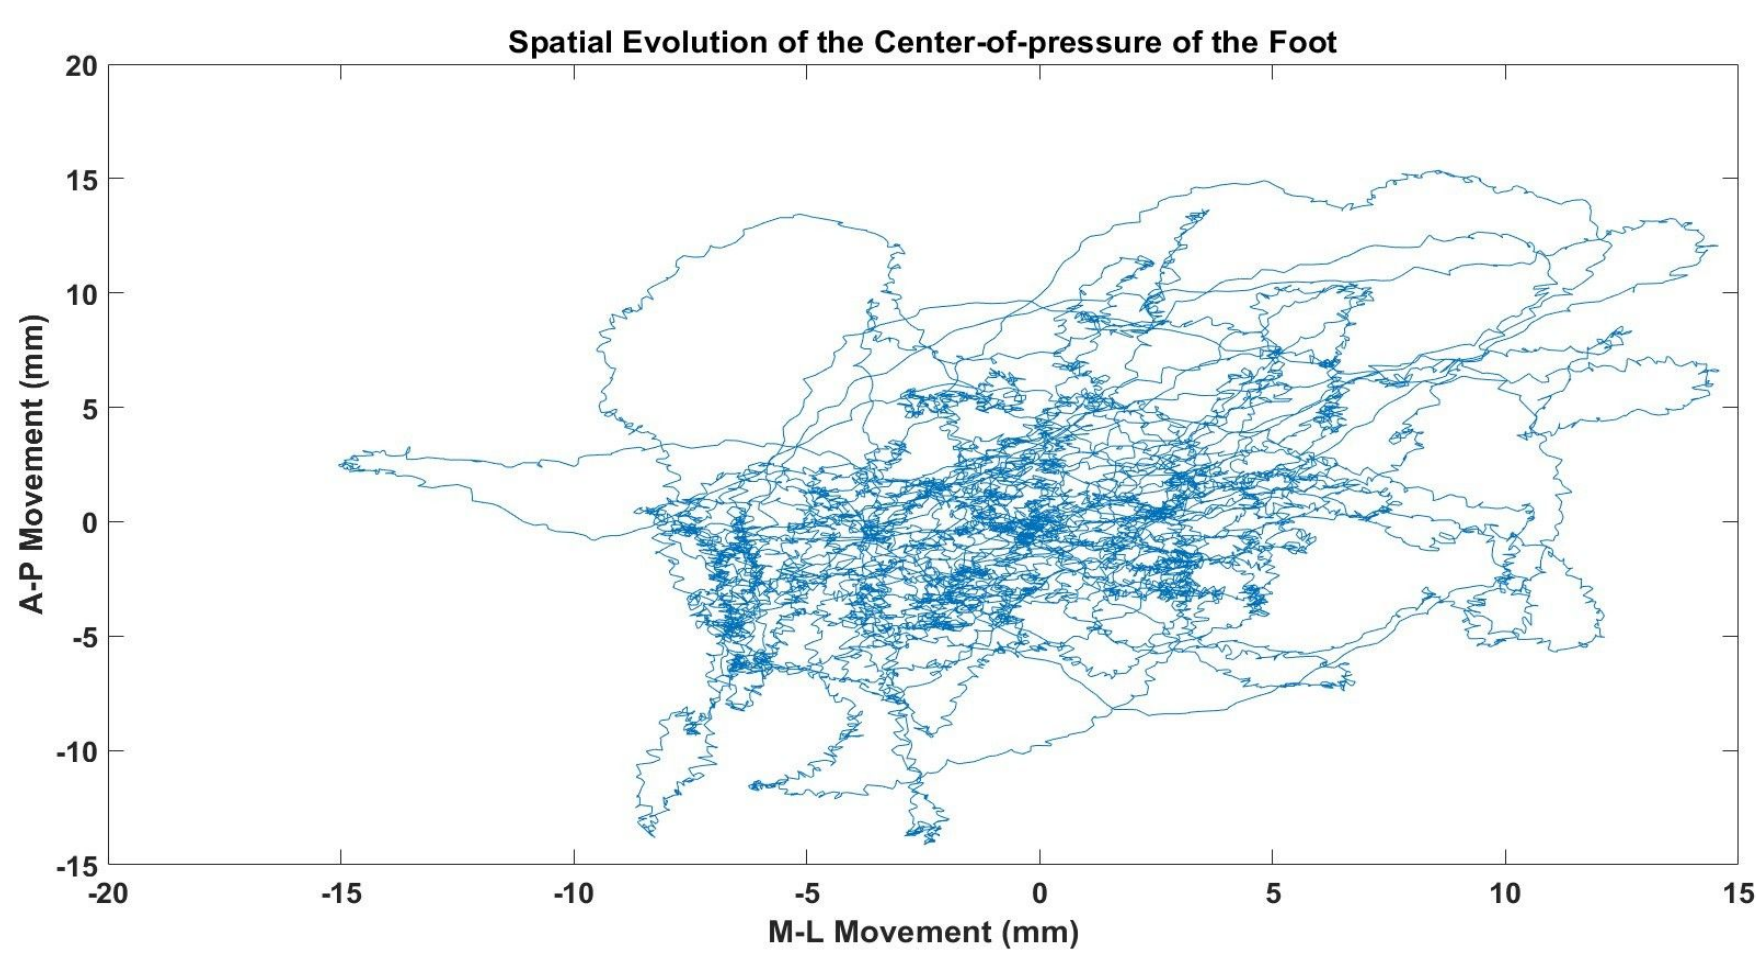 Spatial Evolution of the Center-of-pressure of the Foot
20
15
10
5
0
-5
-10
-15
A-P Movement (mm)
-20 -15 -10 -5 0 5 10 15
M-L Movement (mm)